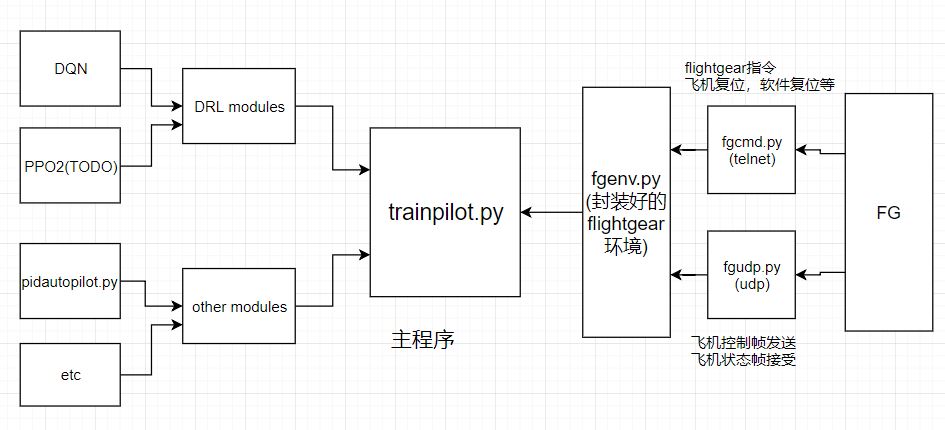 DQN
DRL modules
PPO2(TODO)
pidautopilot.py
other modules
etc
trainpilot.py
主程序
fgenv.py
(封装好的
flightgear
环境)
flightgear指令
飞机复位，软件复位等
fgcmd.py
(telnet)
fgudp.py
(udp)
飞机控制帧发送
飞机状态帧接受
FG